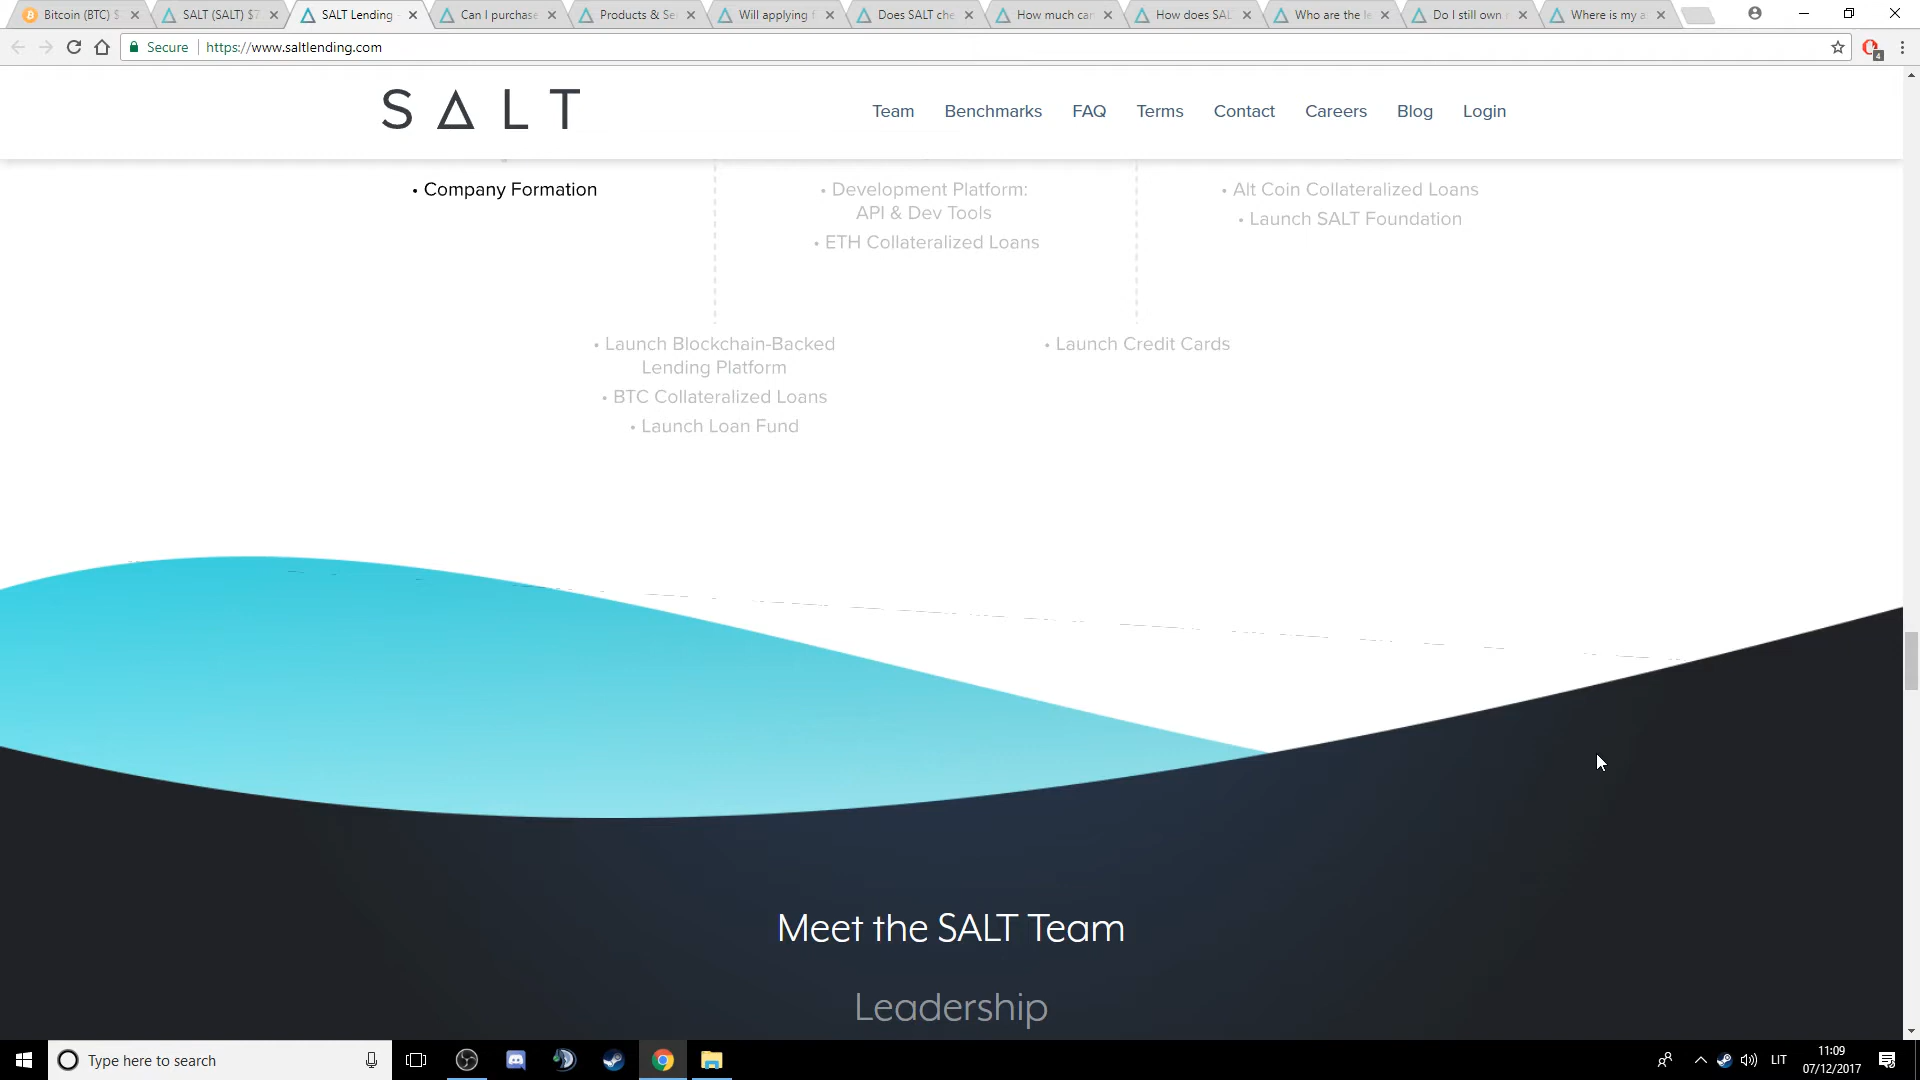 Bitcoin (BTC) $
SALT (SALT) $7
SALT Lending
Can I purchase
Products & Se
Will applying f
Does SALT che
How much can
How does SAL
Who are the le
Do I still own
Where is my a
Secure
https://www.saltlending.com
4
SALT
Team
Benchmarks
FAQ
Terms
Contact
Careers
Blog
Login
• Company Formation
• Development Platform:
API & Dev Tools
• ETH Collateralized Loans
• Alt Coin Collateralized Loans
• Launch SALT Foundation
• Launch Blockchain-Backed
Lending Platform
• BTC Collateralized Loans
• Launch Loan Fund
• Launch Credit Cards
Meet the SALT Team
Leadership
Type here to search
LIT
11:09
07/12/2017